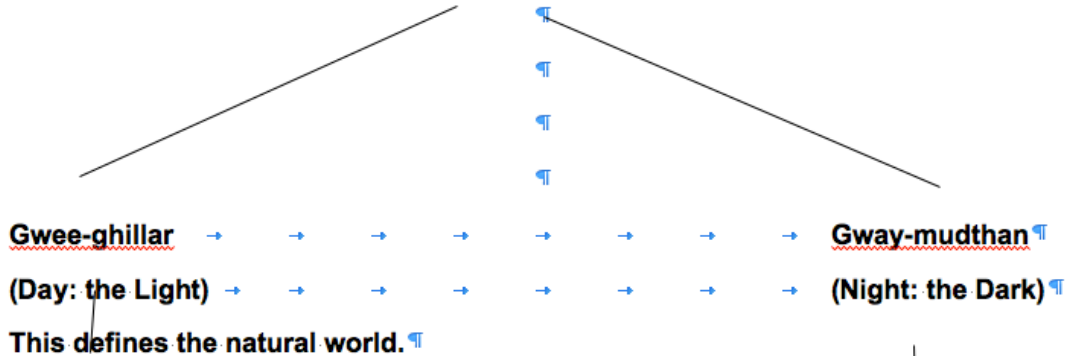 Gwee-ghillar Gway-mudthan
(Day: the Light) (Night: the Dark)
This defines the natural world.